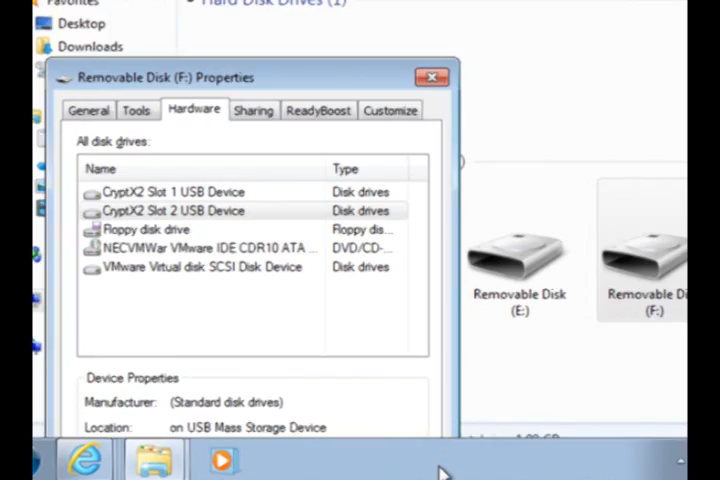 Favorites
Hard Disk Drives (1)
Desktop
Downloads
Removable Disk (F:) Properties
General
Tools
Hardware
Sharing
ReadyBoost
Customize
All disk drives:
Name
Type
CryptX2 Slot 1 USB Device
Disk drives
CryptX2 Slot 2 USB Device
Disk drives
Floppy disk drive
Floppy dis...
NECVMWar VMware IDE CDR10 ATA ...
DVD/CD-...
VMware Virtual disk SCSI Disk Device
Disk drives
Removable Disk
(E:)
Removable Di
(F:)
Device Properties
Manufacturer: (Standard disk drives)
Location: on USB Mass Storage Device